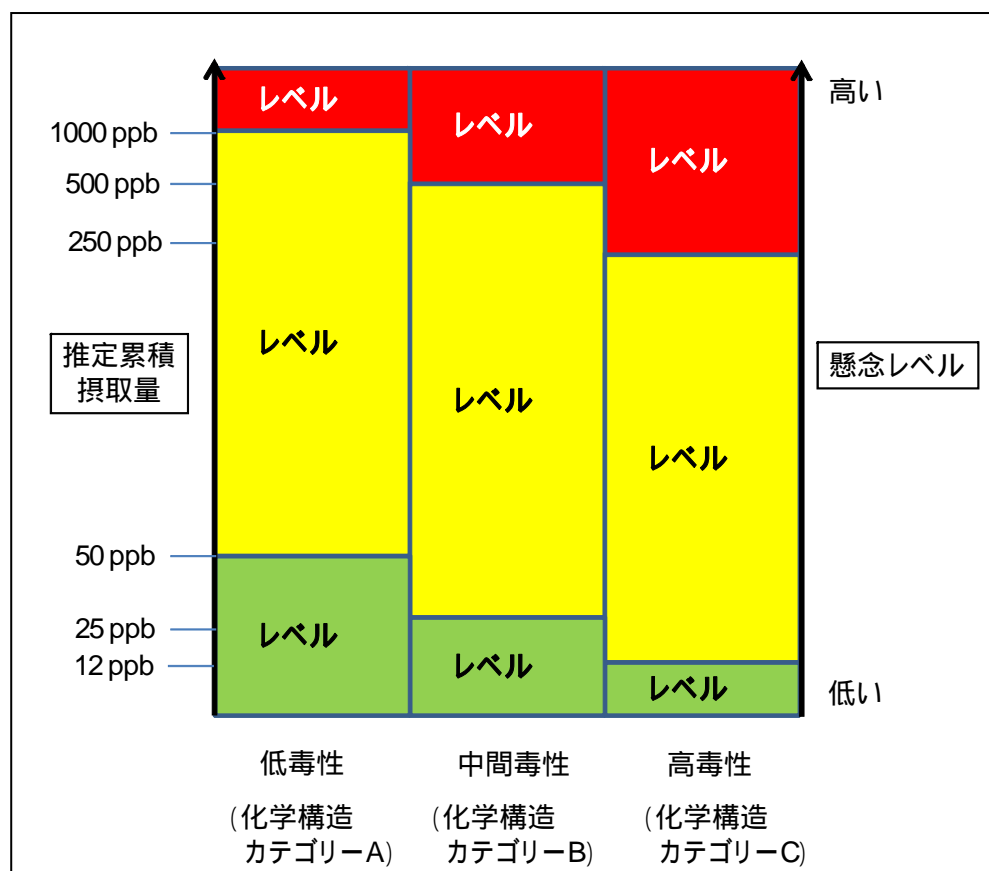 レベル
レベル
レベル
高い
1000 ppb
500 ppb
250 ppb
推定累積
摂取量
レベル
レベル
レベル
懸念レベル
50 ppb
25 ppb
12 ppb
レベル
レベル
レベル
低い
低毒性
(化学構造
カテゴリーA)
中間毒性
(化学構造
カテゴリーB)
高毒性
(化学構造
カテゴリーC)